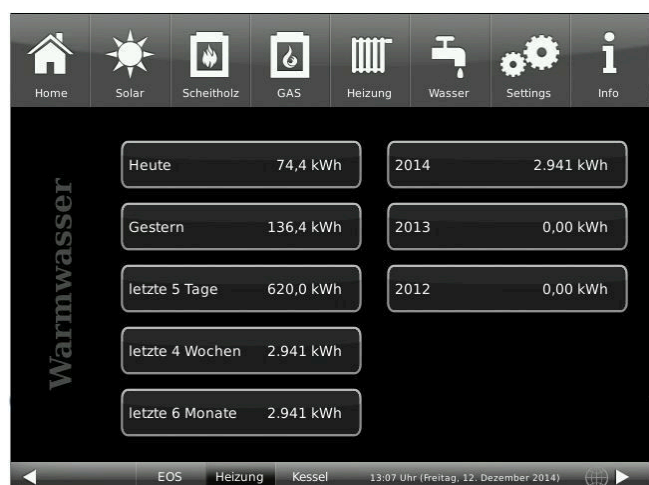 Home Solar Scheitholz GAS Heizung Wasser Settings Info
Warmwasser
Heute 74,4 kWh
Gestern 136,4 kWh
letzte 5 Tage 620,0 kWh
letzte 4 Wochen 2.941 kWh
letzte 6 Monate 2.941 kWh
2014 2.941 kWh
2013 0,00 kWh
2012 0,00 kWh
EOS Heizung Kessel 13:07 Uhr (Freitag, 12. Dezember 2014)